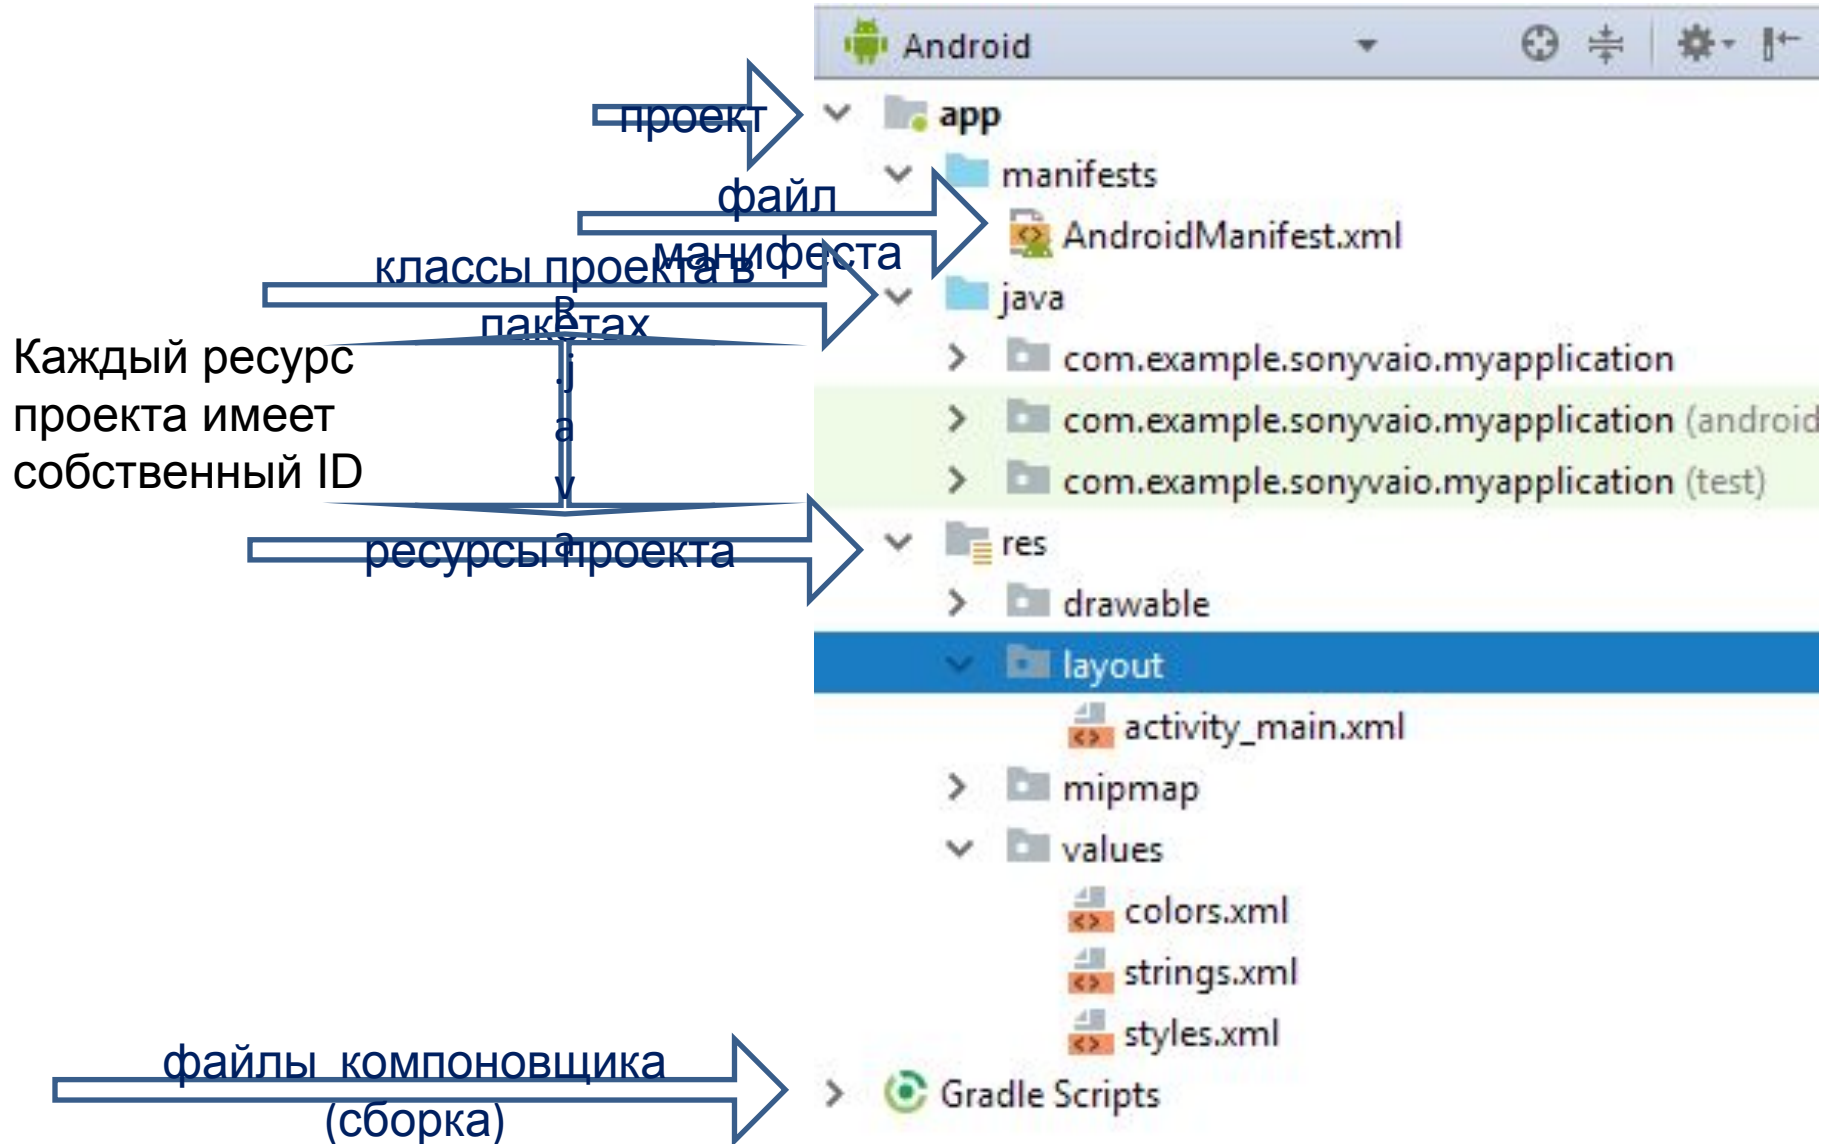 Android
проект
app
manifests
файл
манифеста
AndroidManifest.xml
классы проекта в
пакетах
java
R.java
Каждый ресурс
проекта имеет
собственный ID
com.example.sonyvaio.myapplication
com.example.sonyvaio.myapplication (android
com.example.sonyvaio.myapplication (test)
ресурсы проекта
res
drawable
layout
activity_main.xml
mipmap
values
colors.xml
strings.xml
styles.xml
файлы компоновщика
(сборка)
Gradle Scripts